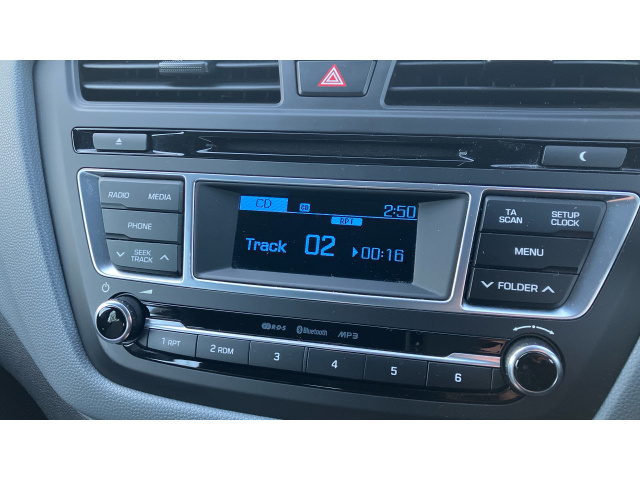 RADIO MEDIA
PHONE
SEEK
TRACK
CD
2:50
RPT
Track 02 00:16
TA
SCAN
SETUP
CLOCK
MENU
FOLDER
R·D·S Bluetooth MP3
1 RPT 2 RDM 3 4 5 6